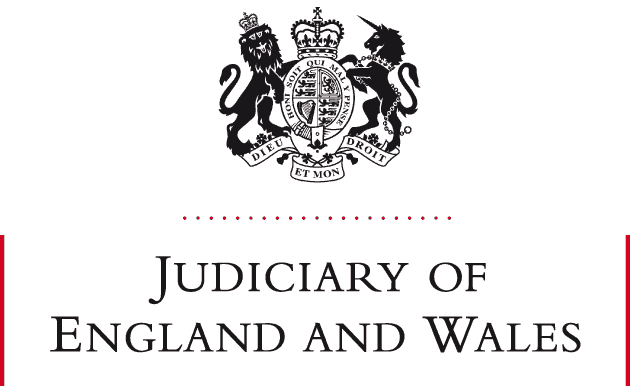 HONI SOIT QUI MAL Y PENSE
DIEU ET MON DROIT
JUDICIARY OF
ENGLAND AND WALES